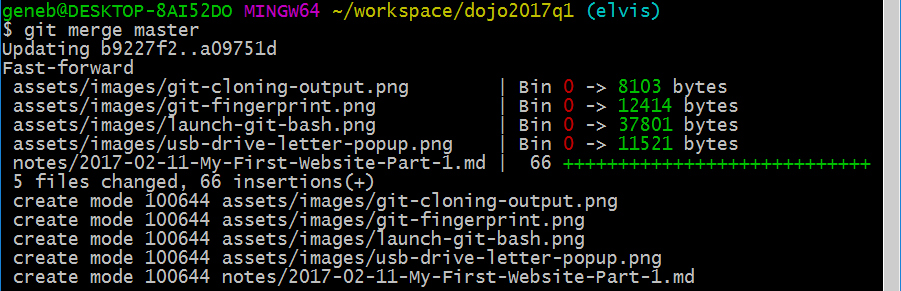 geneb@DESKTOP-8AI52DO MINGW64 ~/workspace/dojo2017q1 (elvis)
$ git merge master
Updating b9227f2..a09751d
Fast-forward
 assets/images/git-cloning-output.png        | Bin 0 -> 8103 bytes
 assets/images/git-fingerprint.png           | Bin 0 -> 12414 bytes
 assets/images/launch-git-bash.png           | Bin 0 -> 37801 bytes
 assets/images/usb-drive-letter-popup.png    | Bin 0 -> 11521 bytes
 notes/2017-02-11-My-First-Website-Part-1.md |  66 ++++++++++++++++++++++++++++
 5 files changed, 66 insertions(+)
 create mode 100644 assets/images/git-cloning-output.png
 create mode 100644 assets/images/git-fingerprint.png
 create mode 100644 assets/images/launch-git-bash.png
 create mode 100644 assets/images/usb-drive-letter-popup.png
 create mode 100644 notes/2017-02-11-My-First-Website-Part-1.md